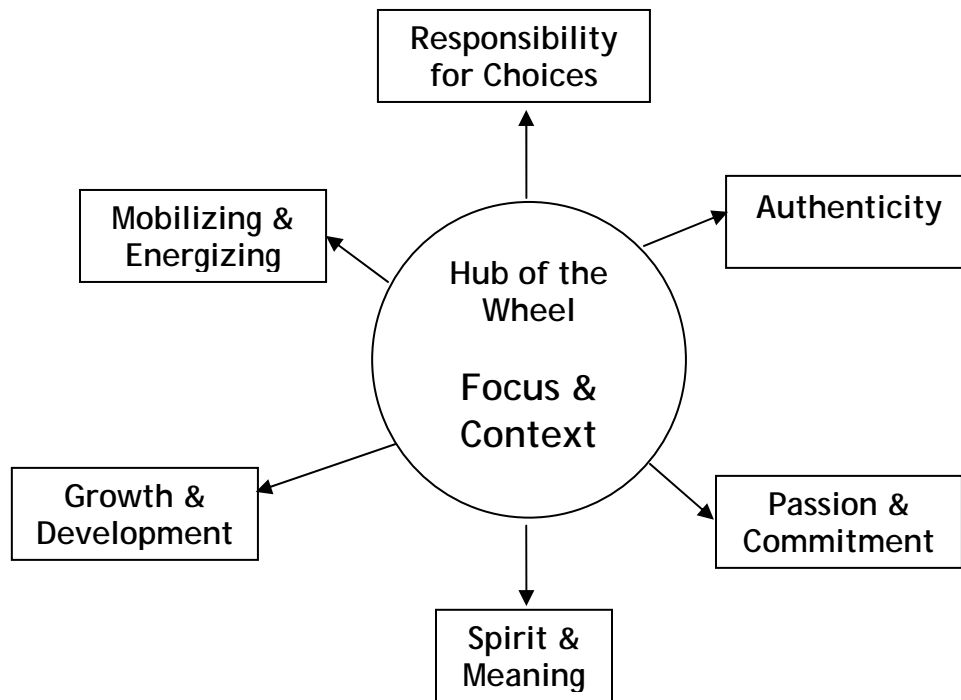 Responsibility
for Choices
Mobilizing &
Energizing
Authenticity
Hub of the
Wheel
Focus &
Context
Growth &
Development
Passion &
Commitment
Spirit &
Meaning